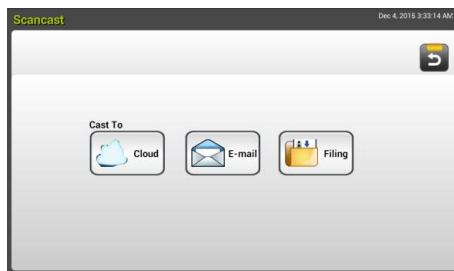 Scancast
Dec 4, 2015 3:33:14 AM
Cast To
Cloud
E-mail
Filing